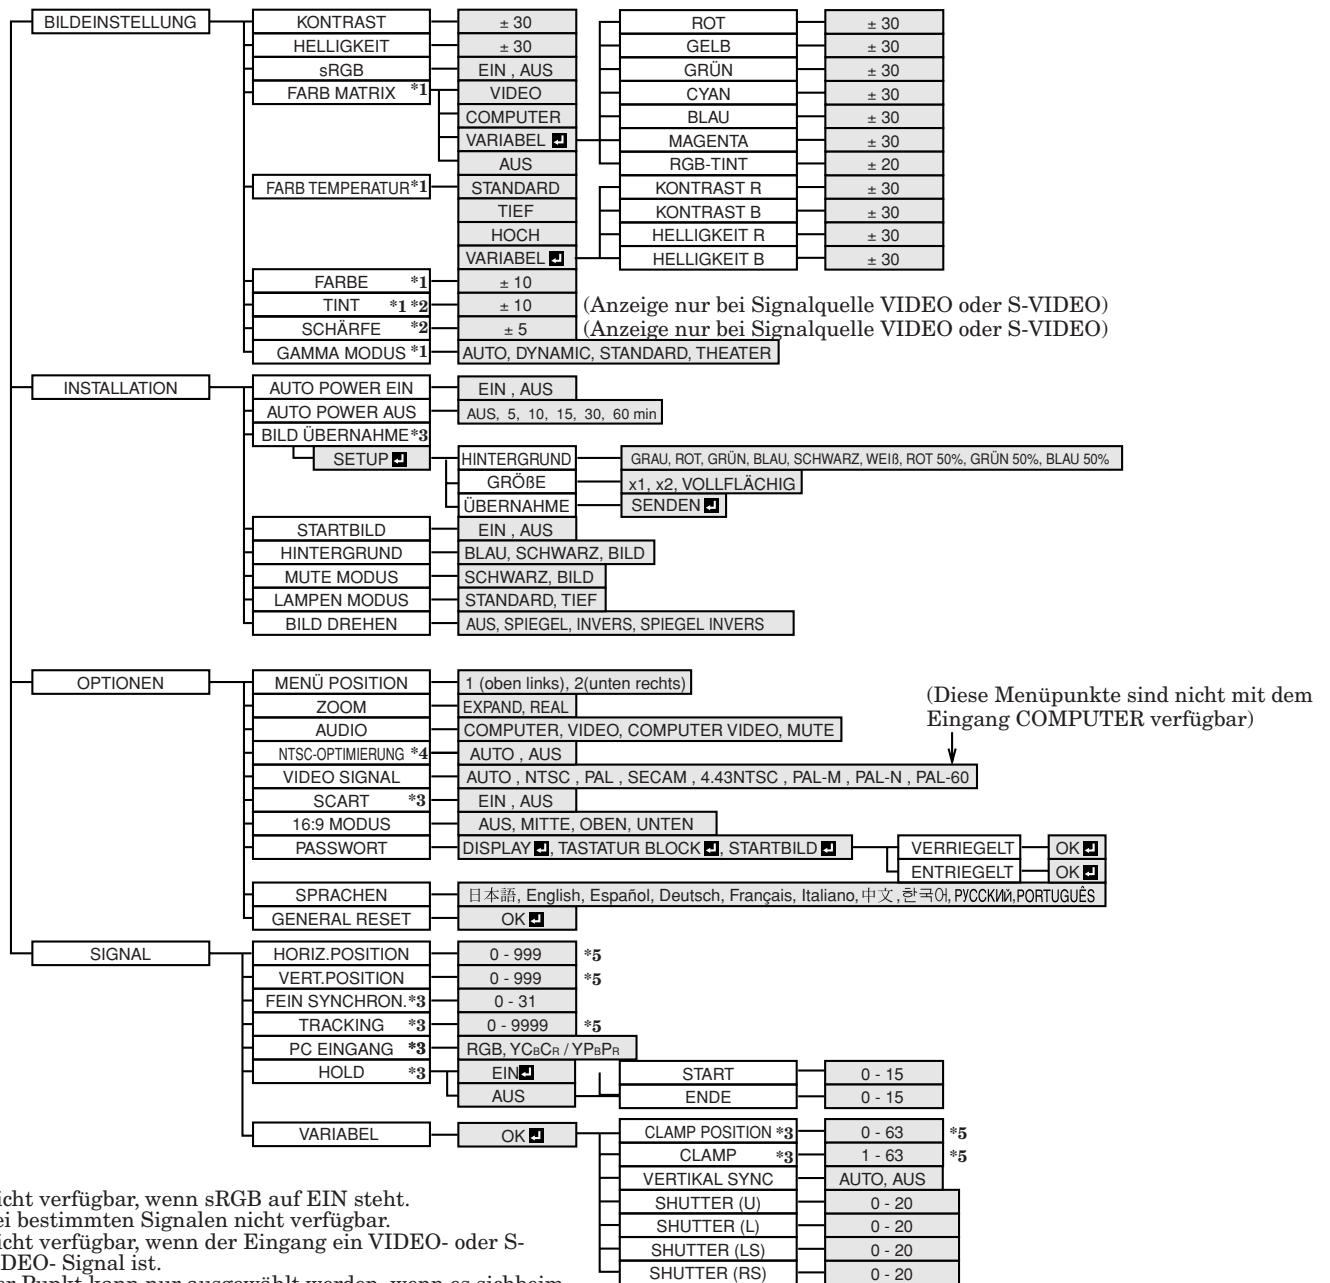 BILDEINSTELLUNG KONTRAST ± 30 ROT ± 30
HELLIGKEIT ± 30 GELB ± 30
sRGB EIN , AUS GRÜN ± 30
FARB MATRIX *1 VIDEO CYAN ± 30
COMPUTER BLAU ± 30
VARIABEL MAGENTA ± 30
AUS RGB-TINT ± 20
FARB TEMPERATUR*1 STANDARD KONTRAST R ± 30
TIEF KONTRAST B ± 30
HOCH HELLIGKEIT R ± 30
VARIABEL HELLIGKEIT B ± 30
FARBE *1 ± 10
TINT *1 *2 ± 10 (Anzeige nur bei Signalquelle VIDEO oder S-VIDEO)
SCHÄRFE *2 ± 5 (Anzeige nur bei Signalquelle VIDEO oder S-VIDEO)
GAMMA MODUS *1 AUTO, DYNAMIC, STANDARD, THEATER
INSTALLATION AUTO POWER EIN EIN , AUS
AUTO POWER AUS AUS, 5, 10, 15, 30, 60 min
BILD ÜBERNAHME*3
SETUP HINTERGRUND GRAU, ROT, GRÜN, BLAU, SCHWARZ, WEIß, ROT 50%, GRÜN 50%, BLAU 50%
GRÖßE x1, x2, VOLLFLÄCHIG
ÜBERNAHME SENDEN
STARTBILD EIN , AUS
HINTERGRUND BLAU, SCHWARZ, BILD
MUTE MODUS SCHWARZ, BILD
LAMPEN MODUS STANDARD, TIEF
BILD DREHEN AUS, SPIEGEL, INVERS, SPIEGEL INVERS
OPTIONEN MENÜ POSITION 1 (oben links), 2(unten rechts)
(Diese Menüpunkte sind nicht mit dem
Eingang COMPUTER verfügbar)
ZOOM EXPAND, REAL
AUDIO COMPUTER, VIDEO, COMPUTER VIDEO, MUTE
NTSC-OPTIMIERUNG *4 AUTO , AUS
VIDEO SIGNAL AUTO , NTSC , PAL , SECAM , 4.43NTSC , PAL-M , PAL-N , PAL-60
SCART *3 EIN , AUS
16:9 MODUS AUS, MITTE, OBEN, UNTEN
PASSWORT DISPLAY , TASTATUR BLOCK , STARTBILD VERRIEGELT OK
ENTRIEGELT OK
SPRACHEN 日本語, English, Español, Deutsch, Français, Italiano, 中文 , 한국어, РУССКИЙ,PORTUGUÊS
GENERAL RESET OK
SIGNAL HORIZ.POSITION 0 - 999 *5
VERT.POSITION 0 - 999 *5
FEIN SYNCHRON.*3 0 - 31
TRACKING *3 0 - 9999 *5
PC EINGANG *3 RGB, YCBCR / YPBPR
HOLD *3 EIN START 0 - 15
AUS ENDE 0 - 15
VARIABEL OK CLAMP POSITION *3 0 - 63 *5
CLAMP *3 1 - 63 *5
VERTIKAL SYNC AUTO, AUS
SHUTTER (U) 0 - 20
SHUTTER (L) 0 - 20
SHUTTER (LS) 0 - 20
SHUTTER (RS) 0 - 20
icht verfügbar, wenn sRGB auf EIN steht.
ei bestimmten Signalen nicht verfügbar.
icht verfügbar, wenn der Eingang ein VIDEO- oder S-
DEO- Signal ist.
er Punkt kann nur ausgewählt werden, wenn es sichbeim